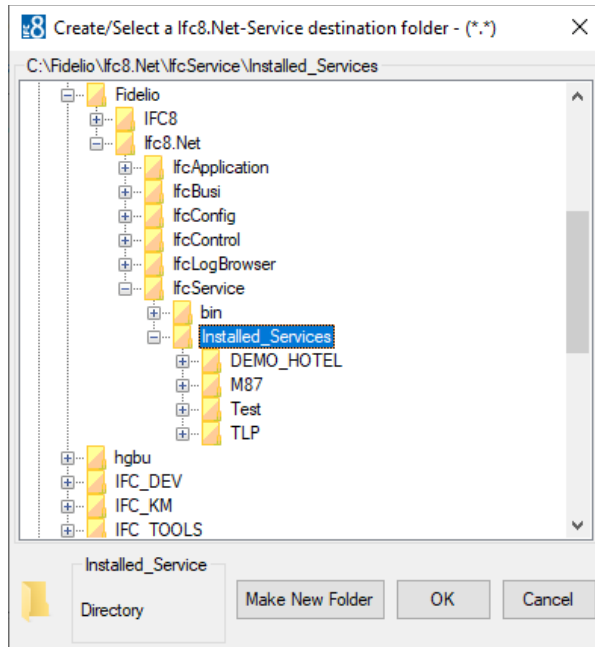 IFC8 Create/Select a Ifc8.Net-Service destination folder - (*.*)
C:\Fidelio\Ifc8.Net\IfcService\Installed_Services
Fidelio
IFC8
Ifc8.Net
IfcApplication
IfcBusi
IfcConfig
IfcControl
IfcLogBrowser
IfcService
bin
Installed_Services
DEMO_HOTEL
M87
Test
TLP
hgbu
IFC_DEV
IFC_KM
IFC_TOOLS
Installed_Service
Directory
Make New Folder OK Cancel